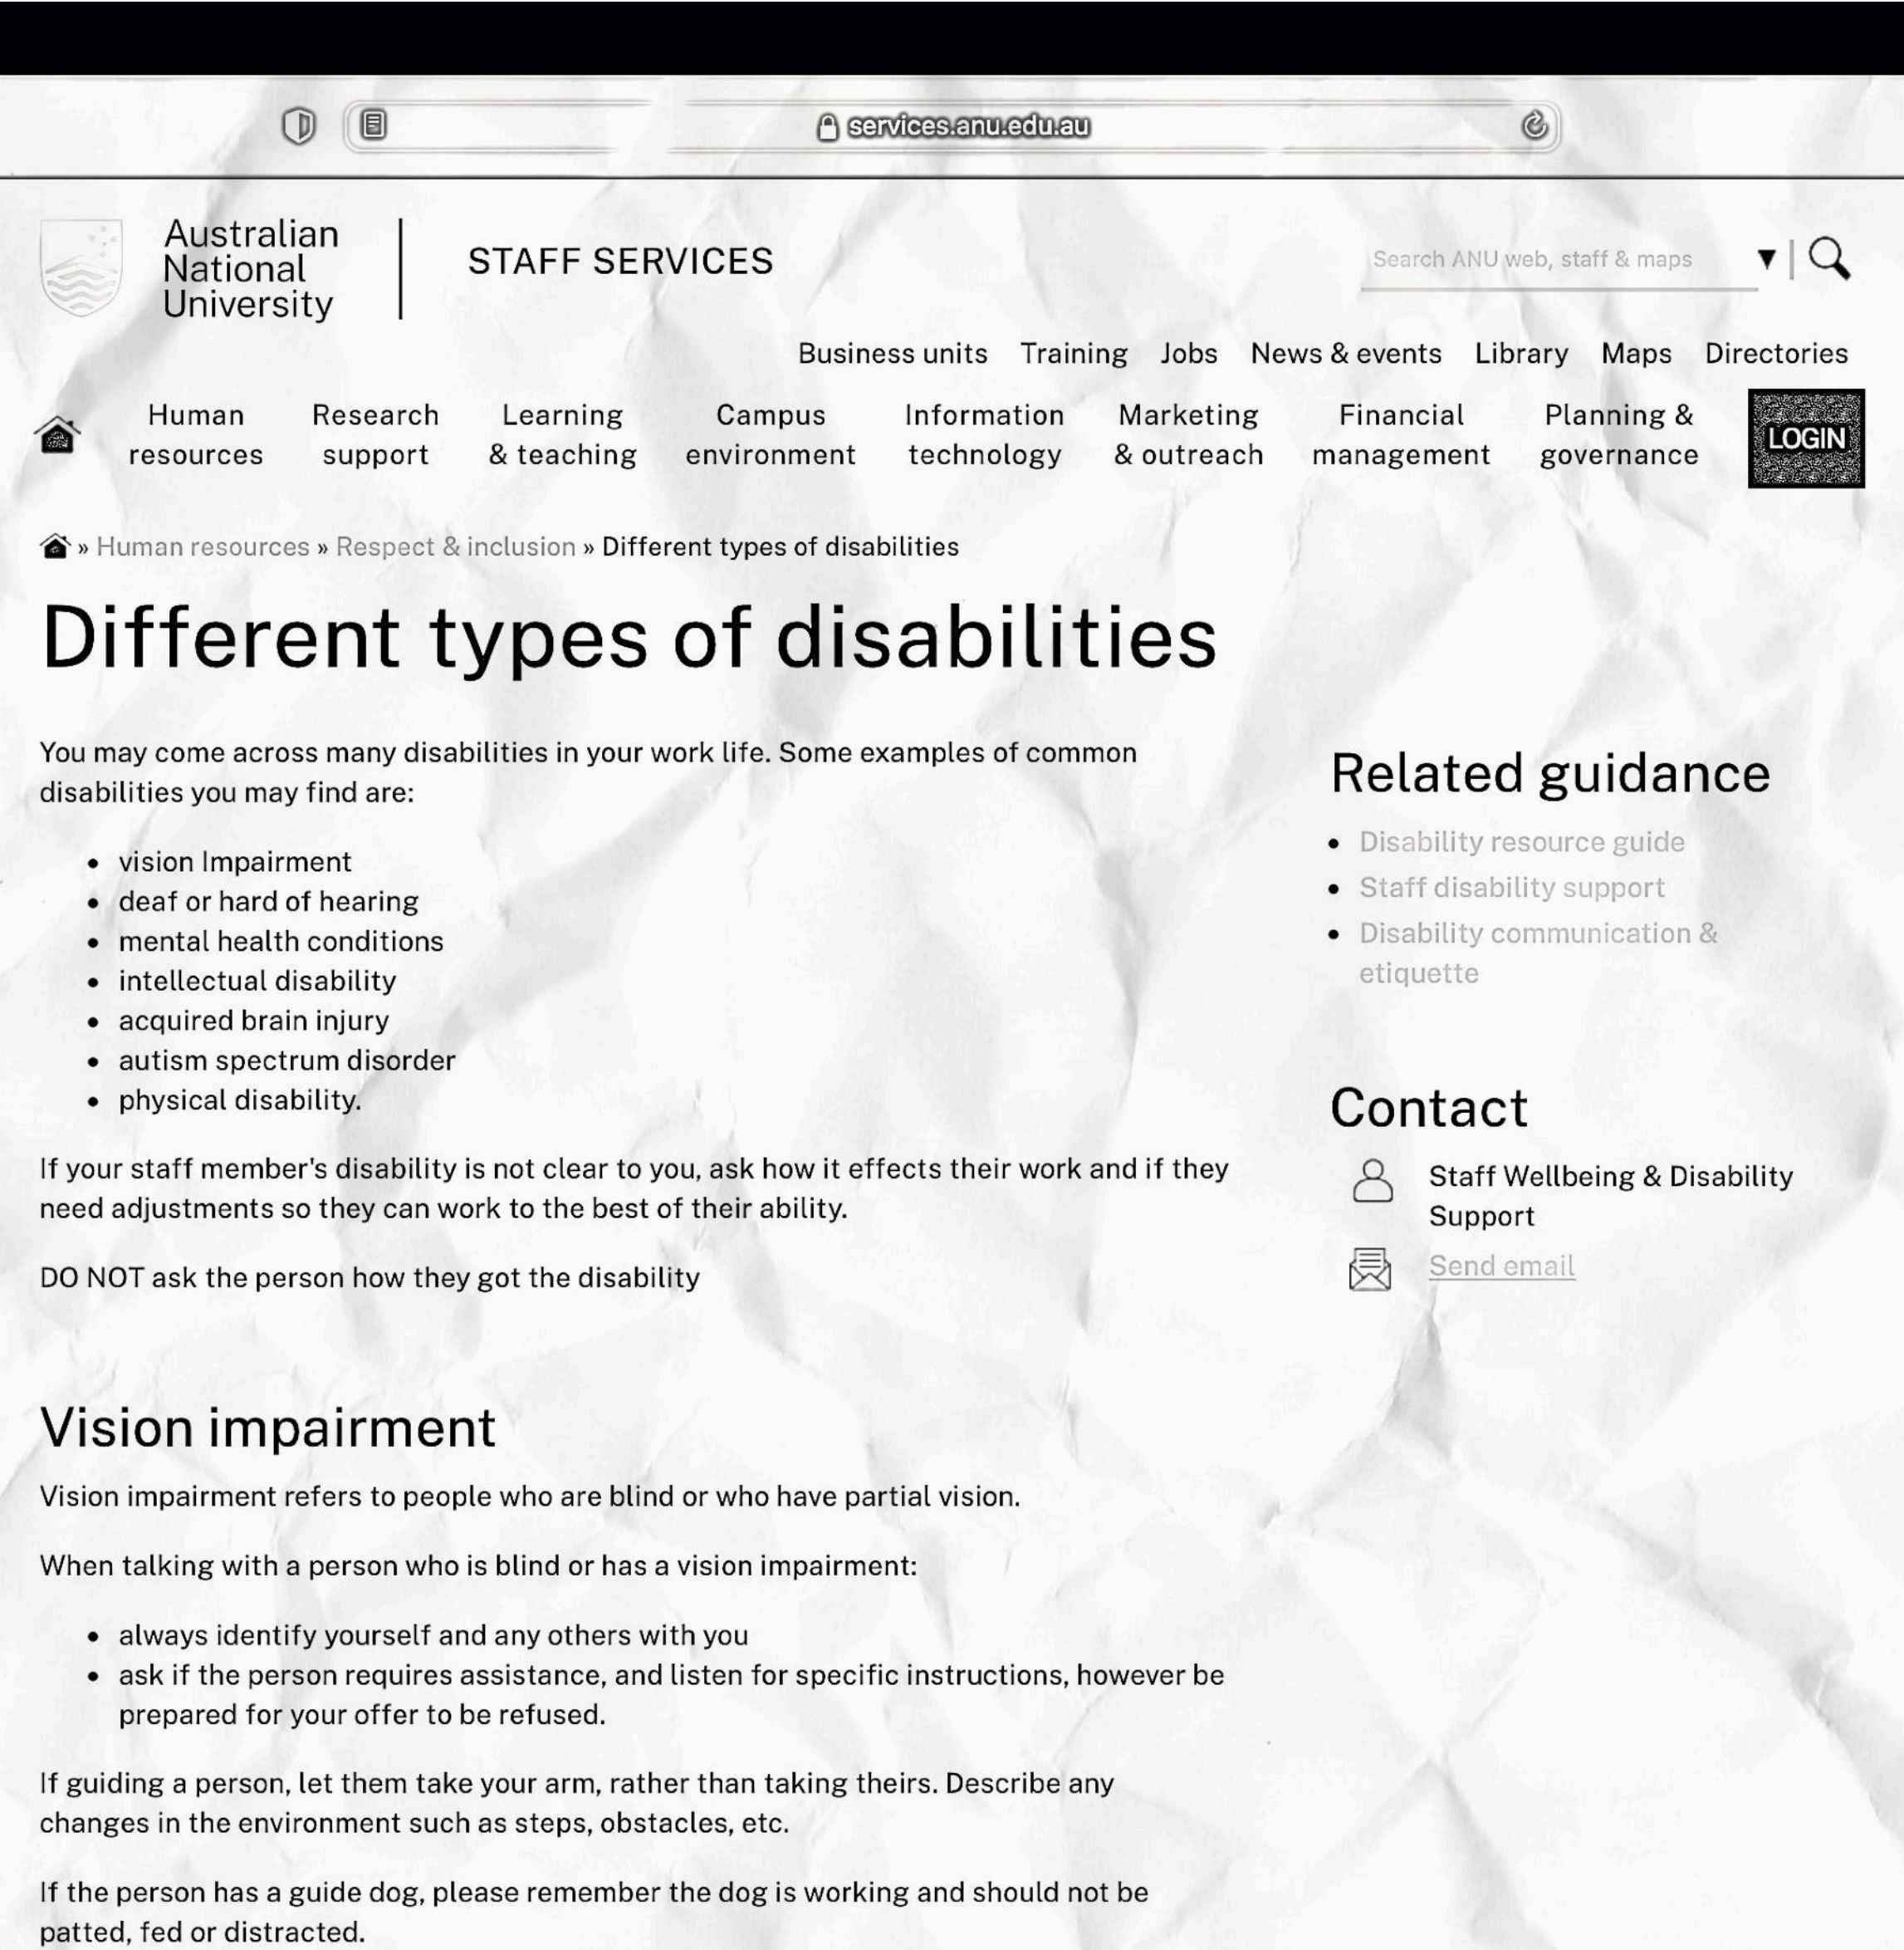 services.anu.edu.au
Australian
National
University
STAFF SERVICES
Search ANU web, staff & maps
Business units Training Jobs News & events Library Maps Directories
Human
resources
Research
support
Learning
& teaching
Campus
environment
Information
technology
Marketing
& outreach
Financial
management
Planning &
governance
LOGIN
» Human resources » Respect & inclusion » Different types of disabilities
Different types of disabilities
You may come across many disabilities in your work life. Some examples of common
disabilities you may find are:
• vision Impairment
• deaf or hard of hearing
• mental health conditions
• intellectual disability
• acquired brain injury
• autism spectrum disorder
• physical disability.
If your staff member's disability is not clear to you, ask how it effects their work and if they
need adjustments so they can work to the best of their ability.
DO NOT ask the person how they got the disability
Vision impairment
Vision impairment refers to people who are blind or who have partial vision.
When talking with a person who is blind or has a vision impairment:
• always identify yourself and any others with you
• ask if the person requires assistance, and listen for specific instructions, however be
prepared for your offer to be refused.
If guiding a person, let them take your arm, rather than taking theirs. Describe any
changes in the environment such as steps, obstacles, etc.
If the person has a guide dog, please remember the dog is working and should not be
patted, fed or distracted.
Related guidance
• Disability resource guide
• Staff disability support
• Disability communication &
etiquette
Contact
Staff Wellbeing & Disability
Support
Send email